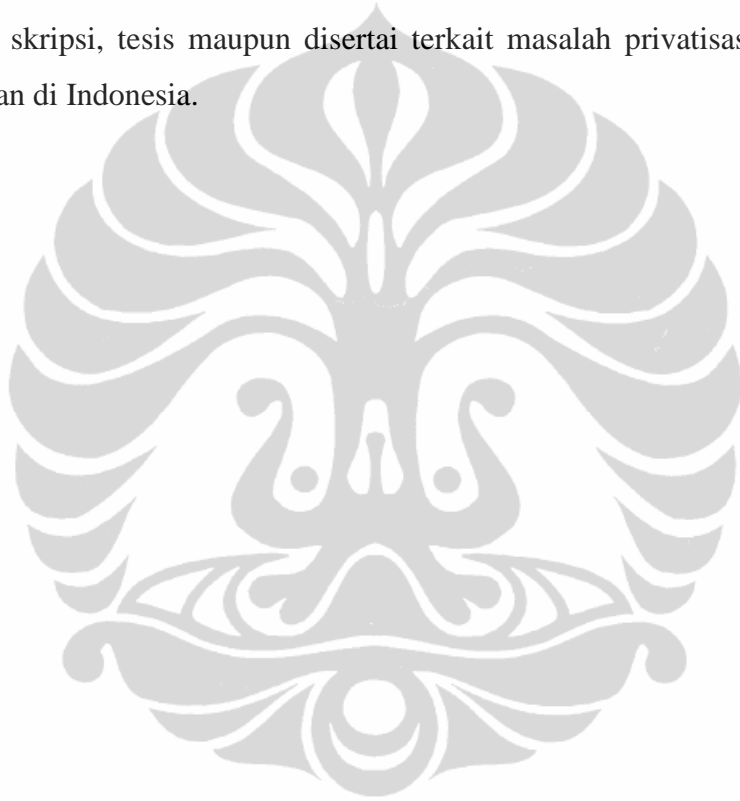 skripsi, tesis maupun disertai terkait masalah privatisas
an di Indonesia.